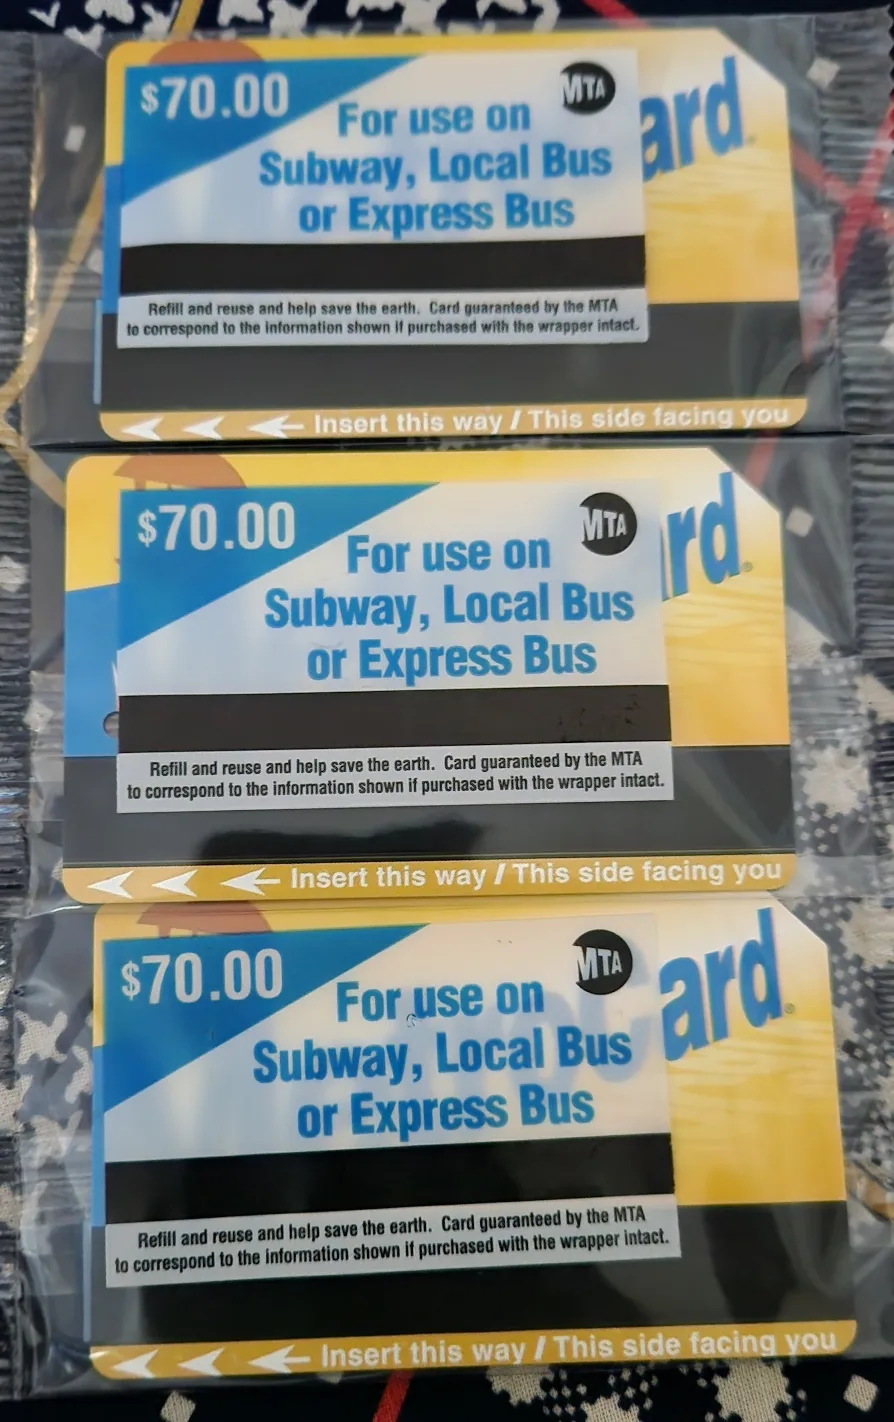 $70.00
MTA
For use on
Subway, Local Bus
or Express Bus
ard
Refill and reuse and help save the earth. Card guaranteed by the MTA
to correspond to the information shown if purchased with the wrapper intact.
Insert this way / This side facing you
$70.00
MTA
For use on
Subway, Local Bus
or Express Bus
rd
Refill and reuse and help save the earth. Card guaranteed by the MTA
to correspond to the information shown if purchased with the wrapper intact.
Insert this way / This side facing you
$70.00
MTA
For use on
Subway, Local Bus
or Express Bus
ard
Refill and reuse and help save the earth. Card guaranteed by the MTA
to correspond to the information shown if purchased with the wrapper intact.
Insert this way / This side facing you